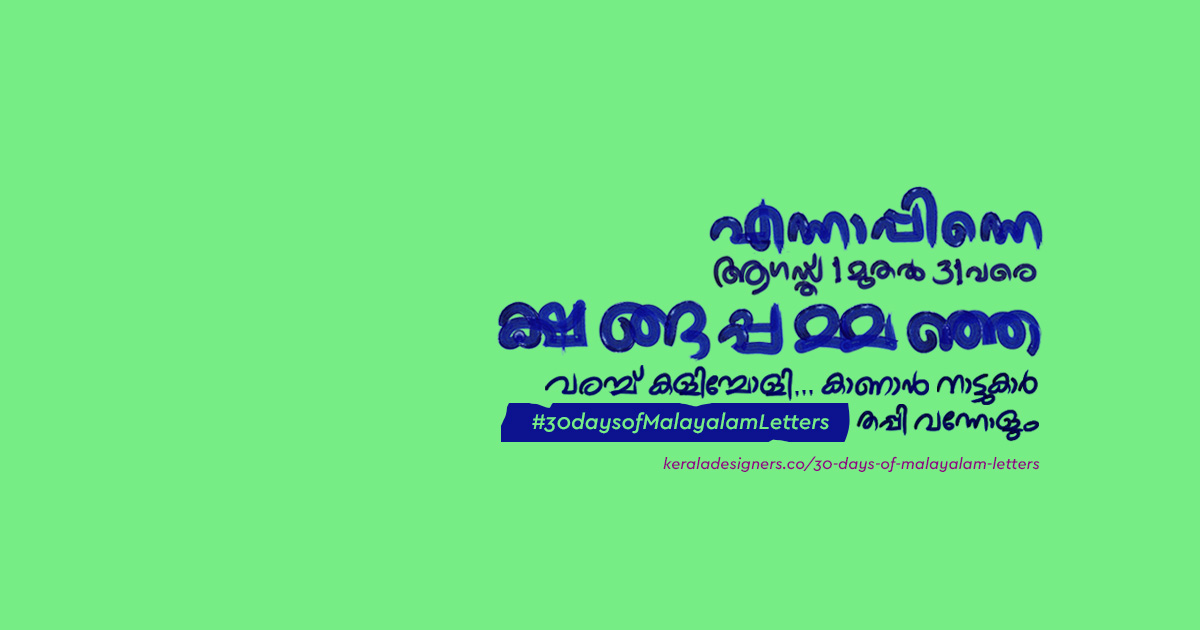 എന്നാപ്പിന്നെ
ആഗസ്റ്റ് 1 മുതൽ 31 വരെ
ക്ഷ ങ്ങ പ്പ മ്മ ഞ്ഞ
വരമ്പ് കളിമ്പോളി... കാണാൻ നാട്ടുകാർ
#30daysofMalayalamLetters തപ്പി വന്നോളും
keraladesigners.co/30-days-of-malayalam-letters